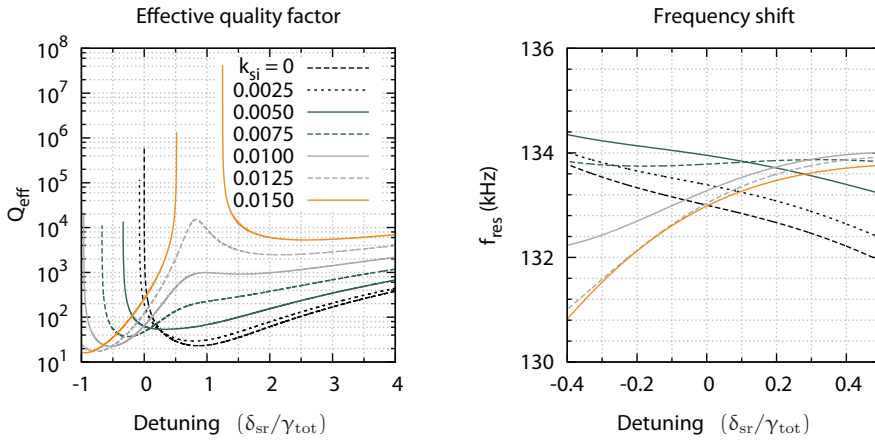 Effective quality factor
Q_eff
10^8
10^7
10^6
10^5
10^4
10^3
10^2
10^1
k_si = 0
0.0025
0.0050
0.0075
0.0100
0.0125
0.0150
-1 0 1 2 3 4
Detuning (δ_sr/γ_tot)
Frequency shift
f_res (kHz)
136
134
132
130
-0.4 -0.2 0 0.2 0.4
Detuning (δ_sr/γ_tot)